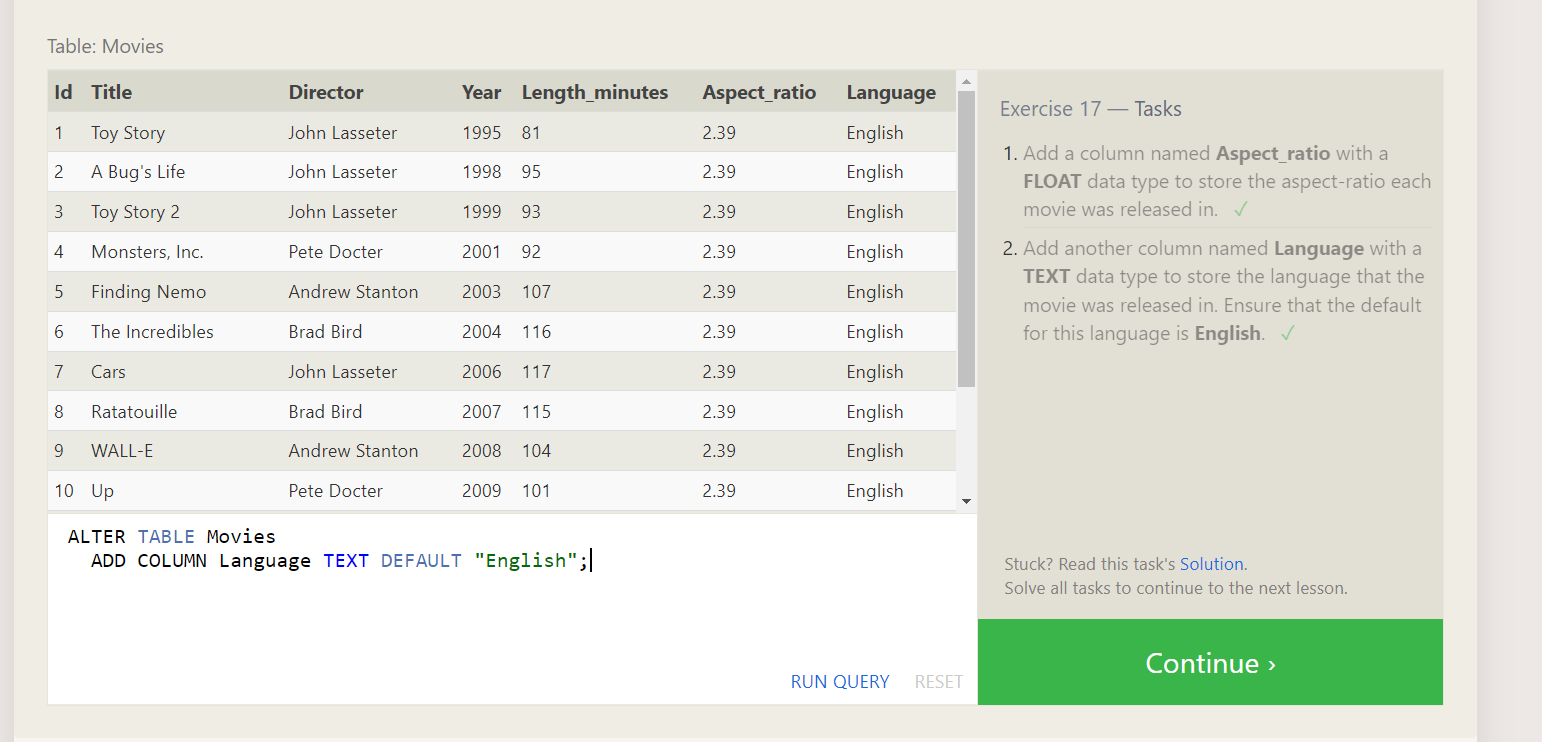 Table: Movies
Id Title Director Year Length_minutes Aspect_ratio Language
1 Toy Story John Lasseter 1995 81 2.39 English
2 A Bug's Life John Lasseter 1998 95 2.39 English
3 Toy Story 2 John Lasseter 1999 93 2.39 English
4 Monsters, Inc. Pete Docter 2001 92 2.39 English
5 Finding Nemo Andrew Stanton 2003 107 2.39 English
6 The Incredibles Brad Bird 2004 116 2.39 English
7 Cars John Lasseter 2006 117 2.39 English
8 Ratatouille Brad Bird 2007 115 2.39 English
9 WALL-E Andrew Stanton 2008 104 2.39 English
10 Up Pete Docter 2009 101 2.39 English
ALTER TABLE Movies
ADD COLUMN Language TEXT DEFAULT "English";
RUN QUERY RESET
Exercise 17 — Tasks
1. Add a column named Aspect_ratio with a
FLOAT data type to store the aspect-ratio each
movie was released in. ✓
2. Add another column named Language with a
TEXT data type to store the language that the
movie was released in. Ensure that the default
for this language is English. ✓
Stuck? Read this task's Solution.
Solve all tasks to continue to the next lesson.
Continue ›